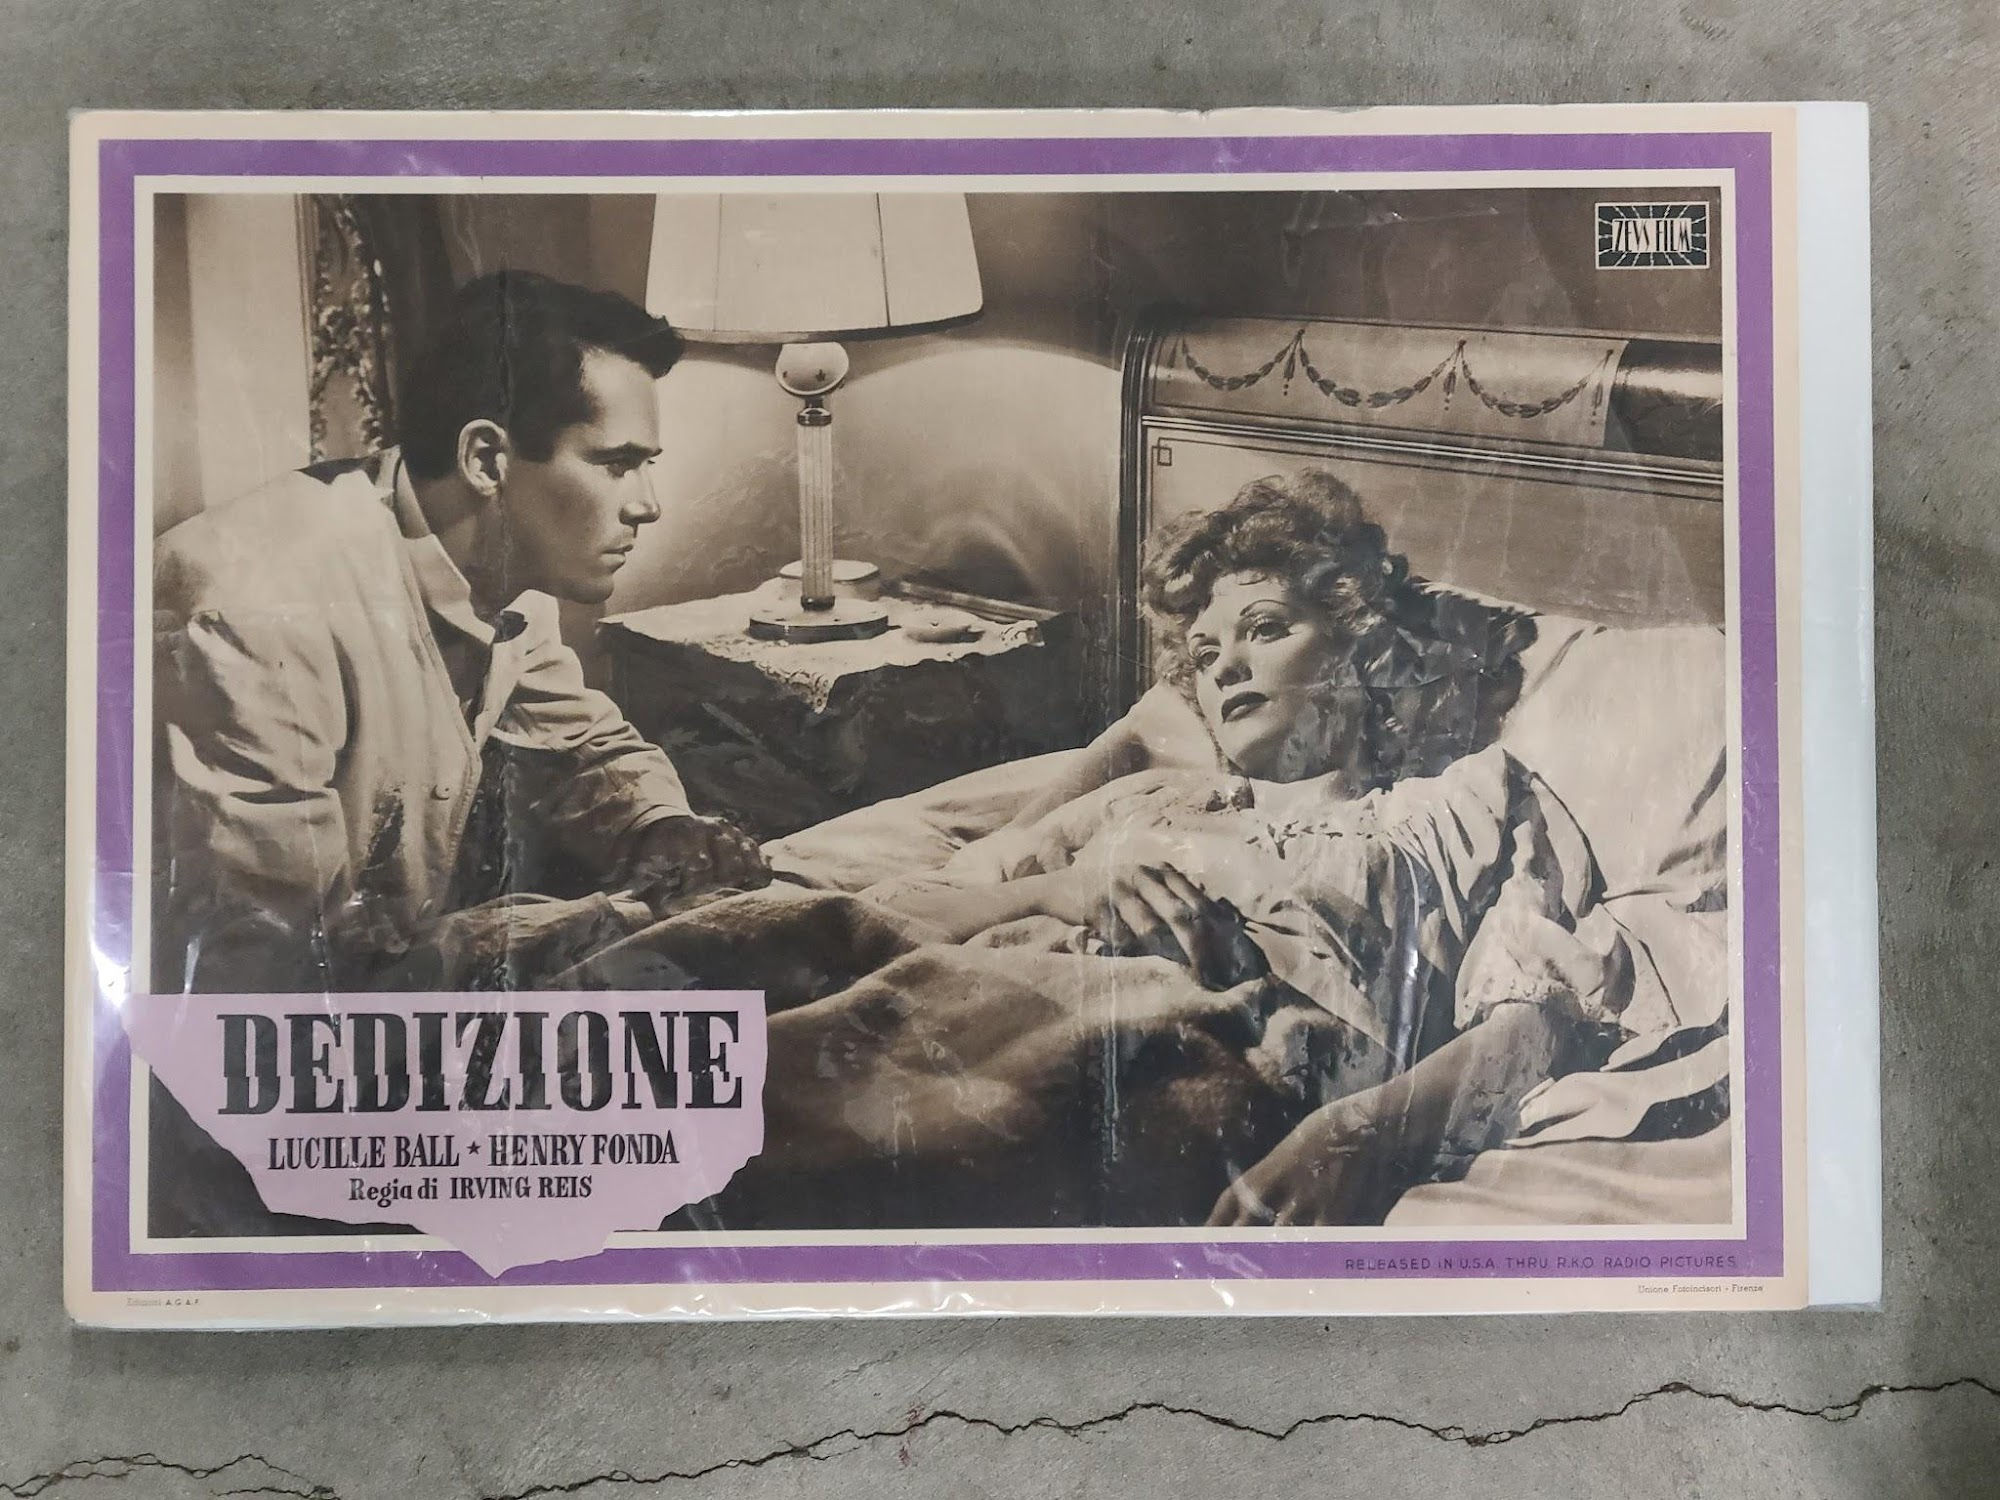 ZEVS FILM
DEDIZIONE
LUCILLE BALL ★ HENRY FONDA
Regia di IRVING REIS
RELEASED IN U.S.A. THRU R.K.O RADIO PICTURES
Edizioni A.G.A.F.
Unione Fotoincisori - Firenze